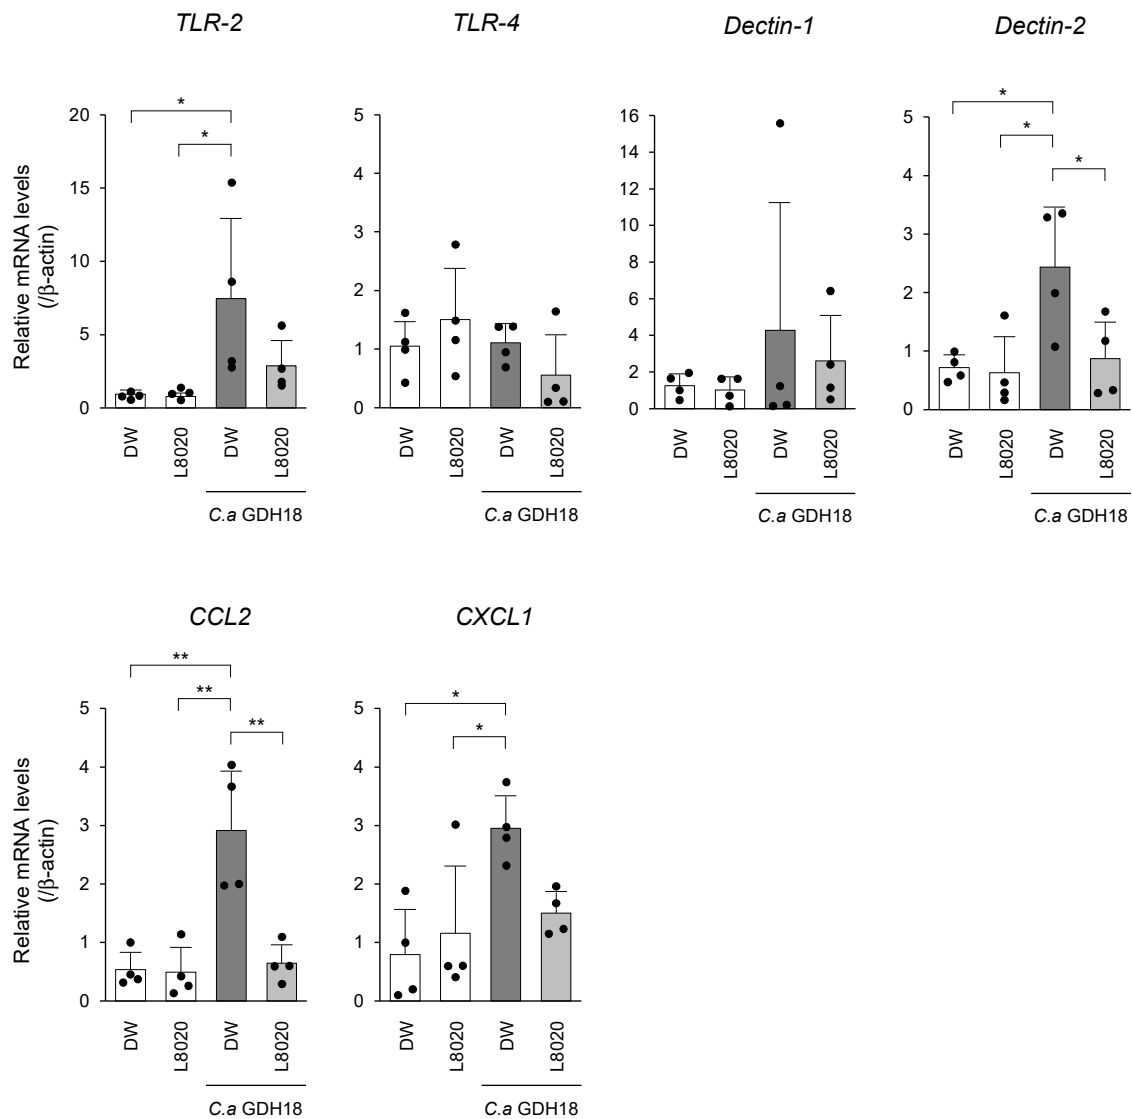 TLR-2
TLR-4
Dectin-1
Dectin-2
Relative mRNA levels
(/β-actin)
20
15
10
5
0
*
*
DW
L8020
DW
L8020
C.a GDH18
5
4
3
2
1
0
DW
L8020
DW
L8020
C.a GDH18
16
14
12
10
8
6
4
2
0
DW
L8020
DW
L8020
C.a GDH18
5
4
3
2
1
0
*
*
*
DW
L8020
DW
L8020
C.a GDH18
CCL2
CXCL1
Relative mRNA levels
(/β-actin)
5
4
3
2
1
0
**
**
**
DW
L8020
DW
L8020
C.a GDH18
5
4
3
2
1
0
*
*
DW
L8020
DW
L8020
C.a GDH18